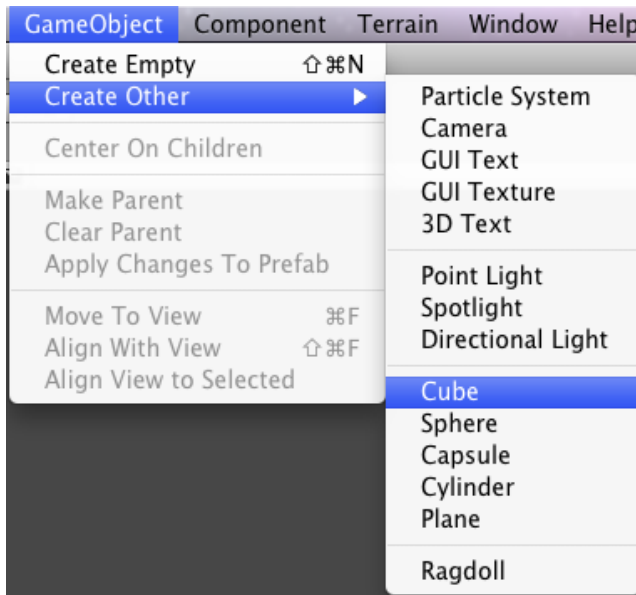 GameObject Component Terrain Window Help
Create Empty ⇧⌘N
Create Other ▶
Center On Children
Make Parent
Clear Parent
Apply Changes To Prefab
Move To View ⌘F
Align With View ⇧⌘F
Align View to Selected
Particle System
Camera
GUI Text
GUI Texture
3D Text
Point Light
Spotlight
Directional Light
Cube
Sphere
Capsule
Cylinder
Plane
Ragdoll